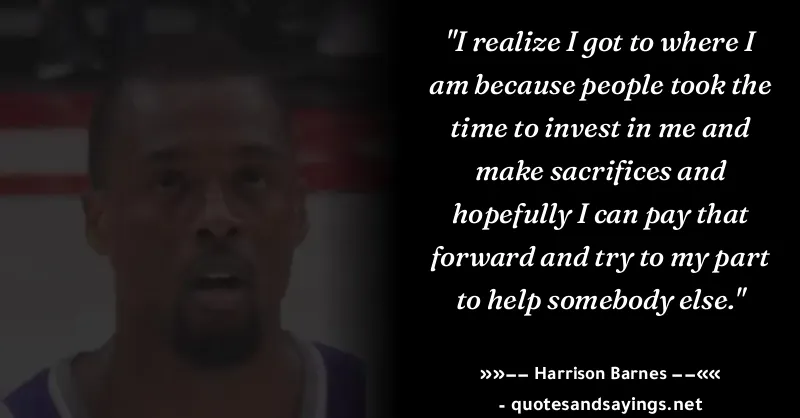 "I realize I got to where I
am because people took the
time to invest in me and
make sacrifices and
hopefully I can pay that
forward and try to my part
to help somebody else."
»»–– Harrison Barnes ––««
- quotesandsayings.net